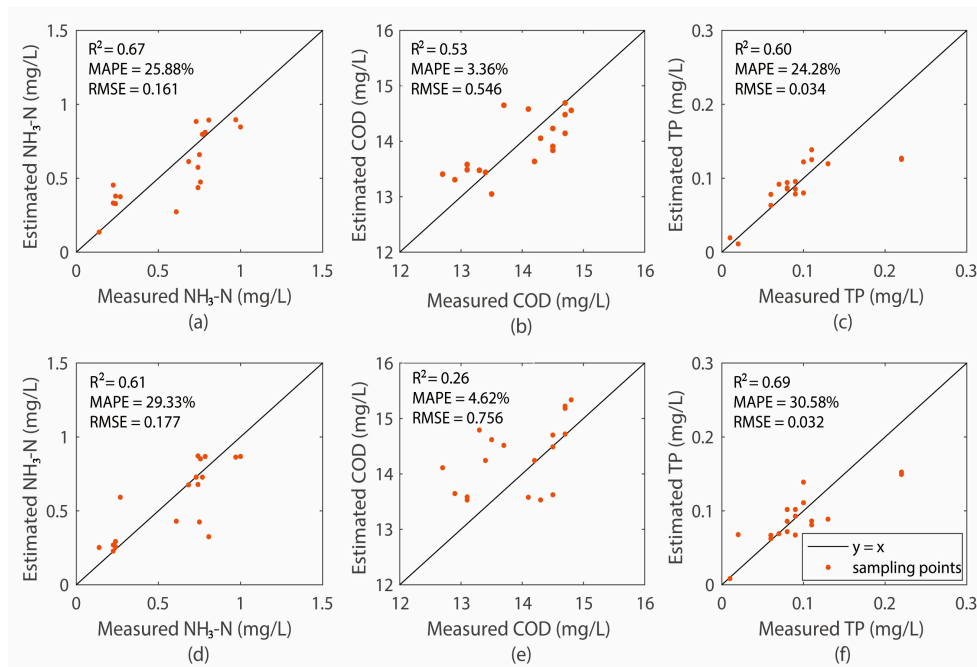 R² = 0.67
MAPE = 25.88%
RMSE = 0.161
1.5
1
0.5
0
0
0.5
1
1.5
Estimated NH₃-N (mg/L)
Measured NH₃-N (mg/L)
(a)
R² = 0.53
MAPE = 3.36%
RMSE = 0.546
16
15
14
13
12
12
13
14
15
16
Estimated COD (mg/L)
Measured COD (mg/L)
(b)
R² = 0.60
MAPE = 24.28%
RMSE = 0.034
0.3
0.2
0.1
0
0
0.1
0.2
0.3
Estimated TP (mg/L)
Measured TP (mg/L)
(c)
R² = 0.61
MAPE = 29.33%
RMSE = 0.177
1.5
1
0.5
0
0
0.5
1
1.5
Estimated NH₃-N (mg/L)
Measured NH₃-N (mg/L)
(d)
R² = 0.26
MAPE = 4.62%
RMSE = 0.756
16
15
14
13
12
12
13
14
15
16
Estimated COD (mg/L)
Measured COD (mg/L)
(e)
R² = 0.69
MAPE = 30.58%
RMSE = 0.032
0.3
0.2
0.1
0
0
0.1
0.2
0.3
Estimated TP (mg/L)
y = x
sampling points
Measured TP (mg/L)
(f)